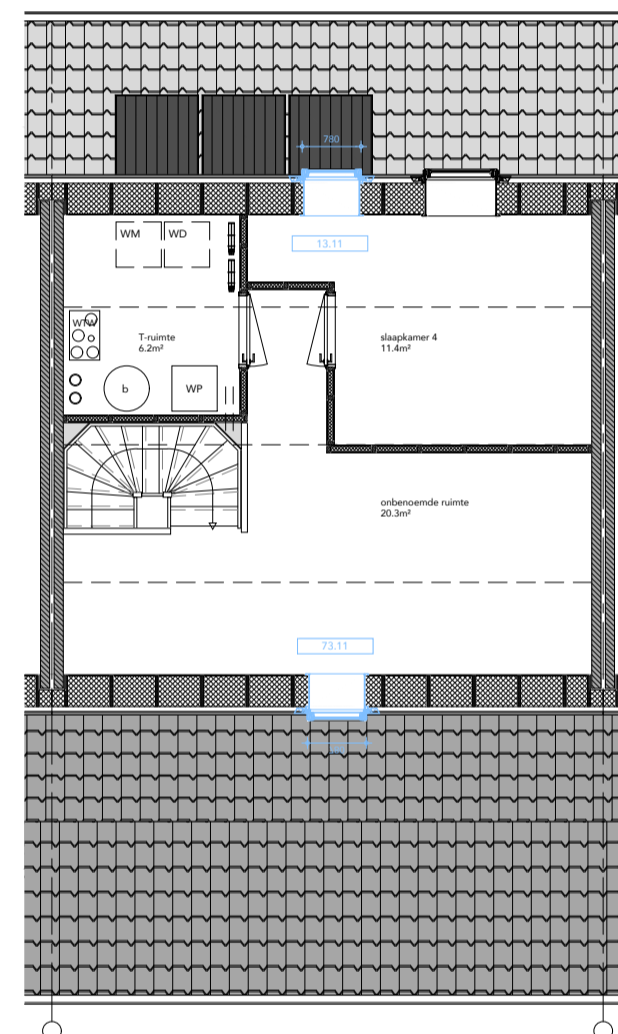 780
13.11
WM
WD
WTW
T-ruimte
6.2m²
slaapkamer 4
11.4m²
b
WP
onbenoemde ruimte
20.3m²
73.11